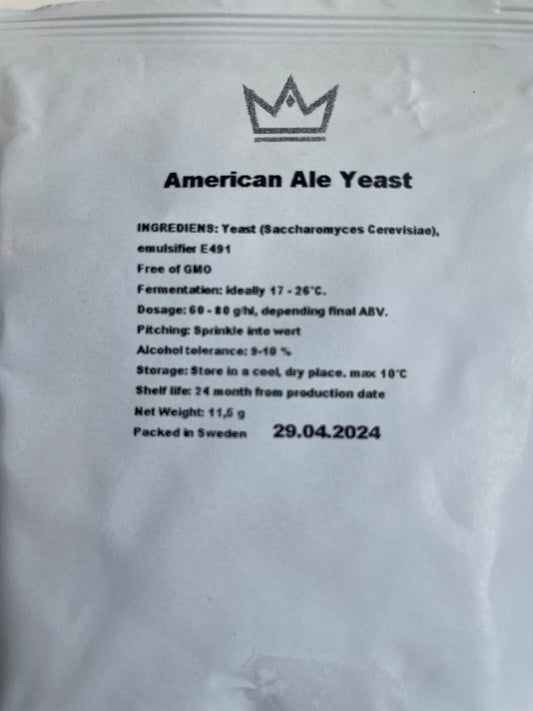 American Ale Yeast
INGREDIENS: Yeast (Saccharomyces Cerevisiae),
emulsifier E491
Free of GMO
Fermentation: ideally 17 - 26°C.
Dosage: 60 - 80 g/hl, depending final ABV.
Pitching: Sprinkle into wort
Alcohol tolerance: 9-10 %
Storage: Store in a cool, dry place. max 10°C
Shelf life: 24 month from production date
Net Weight: 11,5 g
Packed in Sweden 29.04.2024